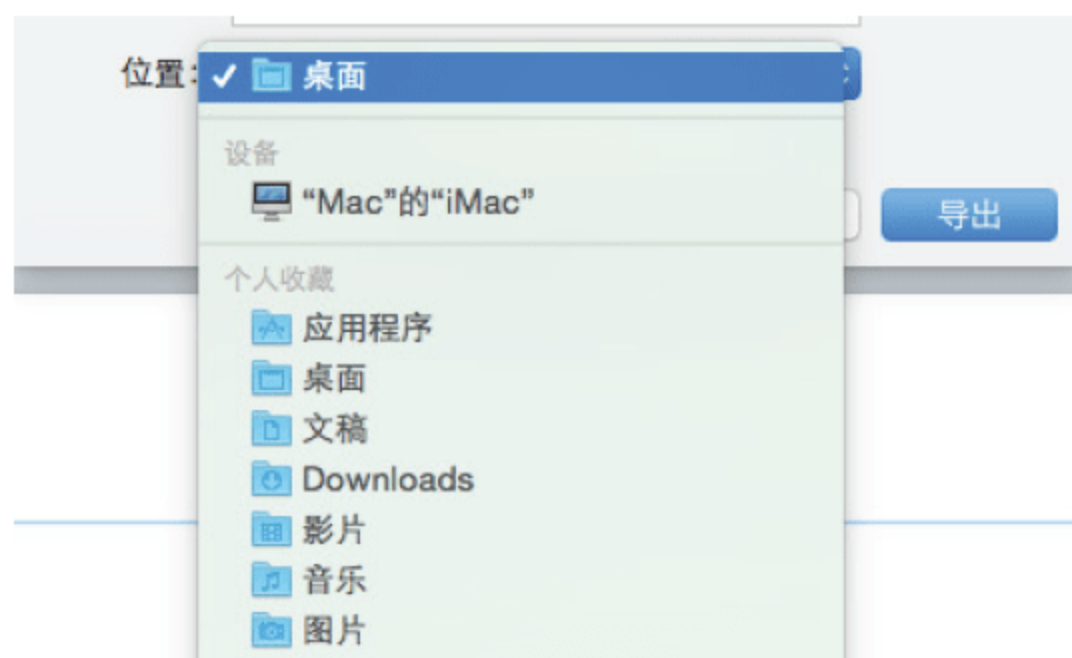 位置: ✓ 桌面
设备
“Mac”的“iMac”
导出
个人收藏
应用程序
桌面
文稿
Downloads
影片
音乐
图片